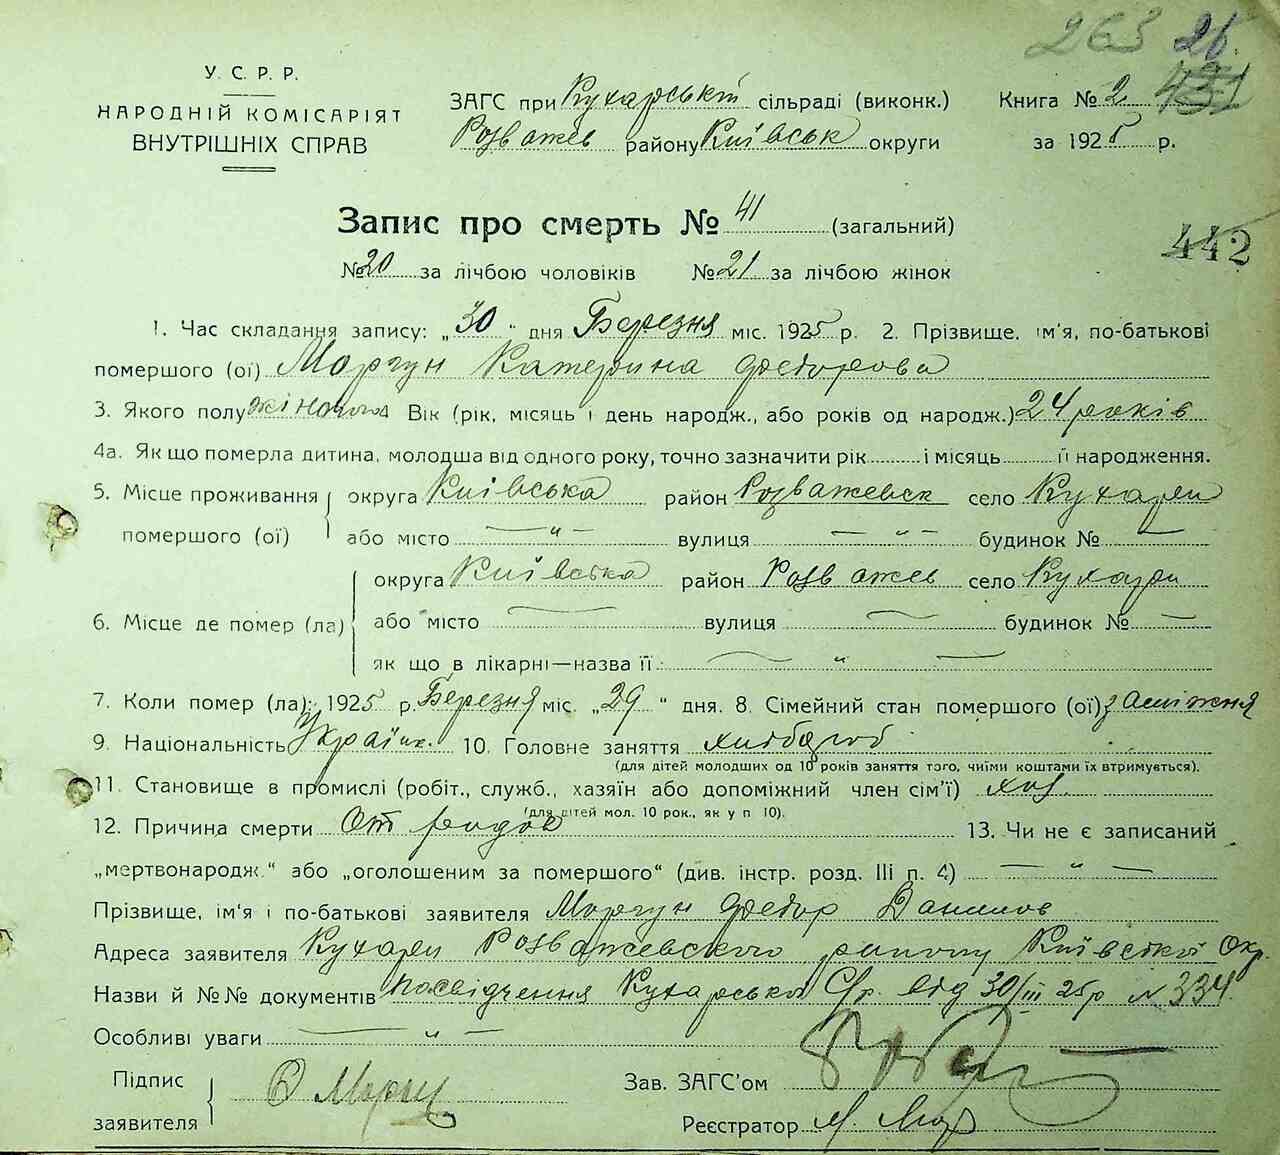 263 26.
431
У. С. Р. Р.
НАРОДНІЙ КОМІСАРІЯТ
ВНУТРІШНІХ СПРАВ
ЗАГС при Кухарській сільраді (виконк.) Книга № 2
Розважев району Київськ округи за 1925 р.
Запис про смерть № 41 (загальний)
442
№ 20 за лічбою чоловіків № 21 за лічбою жінок
1. Час складання запису: „30" дня Березня міс. 1925 р. 2. Прізвище, ім'я, по-батькові
помершого (ої) Моргун Катерина Федорова
3. Якого полу жіночого Вік (рік, місяць і день народж., або років од народж.) 24 років
4а. Як що померла дитина, молодша від одного року, точно зазначити рік і місяць її народження.
5. Місце проживання округа Київська район Розважевск село Кухари
помершого (ої) або місто — „ — вулиця — „ — будинок № —
округа Київська район Розважев село Кухари
6. Місце де помер (ла) або місто — вулиця — будинок № —
як що в лікарні—назва її: — „ —
7. Коли помер (ла): 1925 р. Березня міс. „29" дня. 8. Сімейний стан помершого (ої) заміжня
9. Національність Україн. 10. Головне заняття хлібороб
(для дітей молодших од 10 років заняття того, чиїми коштами їх втримується).
11. Становище в промислі (робіт., служб., хазяїн або допоміжний член сім'ї) хоз.
(для дітей мол. 10 рок., як у п 10).
12. Причина смерти От родов 13. Чи не є записаний
„мертвонародж." або „оголошеним за помершого" (див. інстр. розд. III п. 4) — „ —
Прізвище, ім'я і по-батькові заявителя Моргун Федор Данилов
Адреса заявителя Кухари Розважевского району Київської Окр.
Назви й №№ документів посвідчення Кухарської С/р. від 30/III 25р № 334
Особливі уваги — „ —
Підпис Зав. ЗАГС'ом
заявителя Ф Моргун
Реєстратор М.